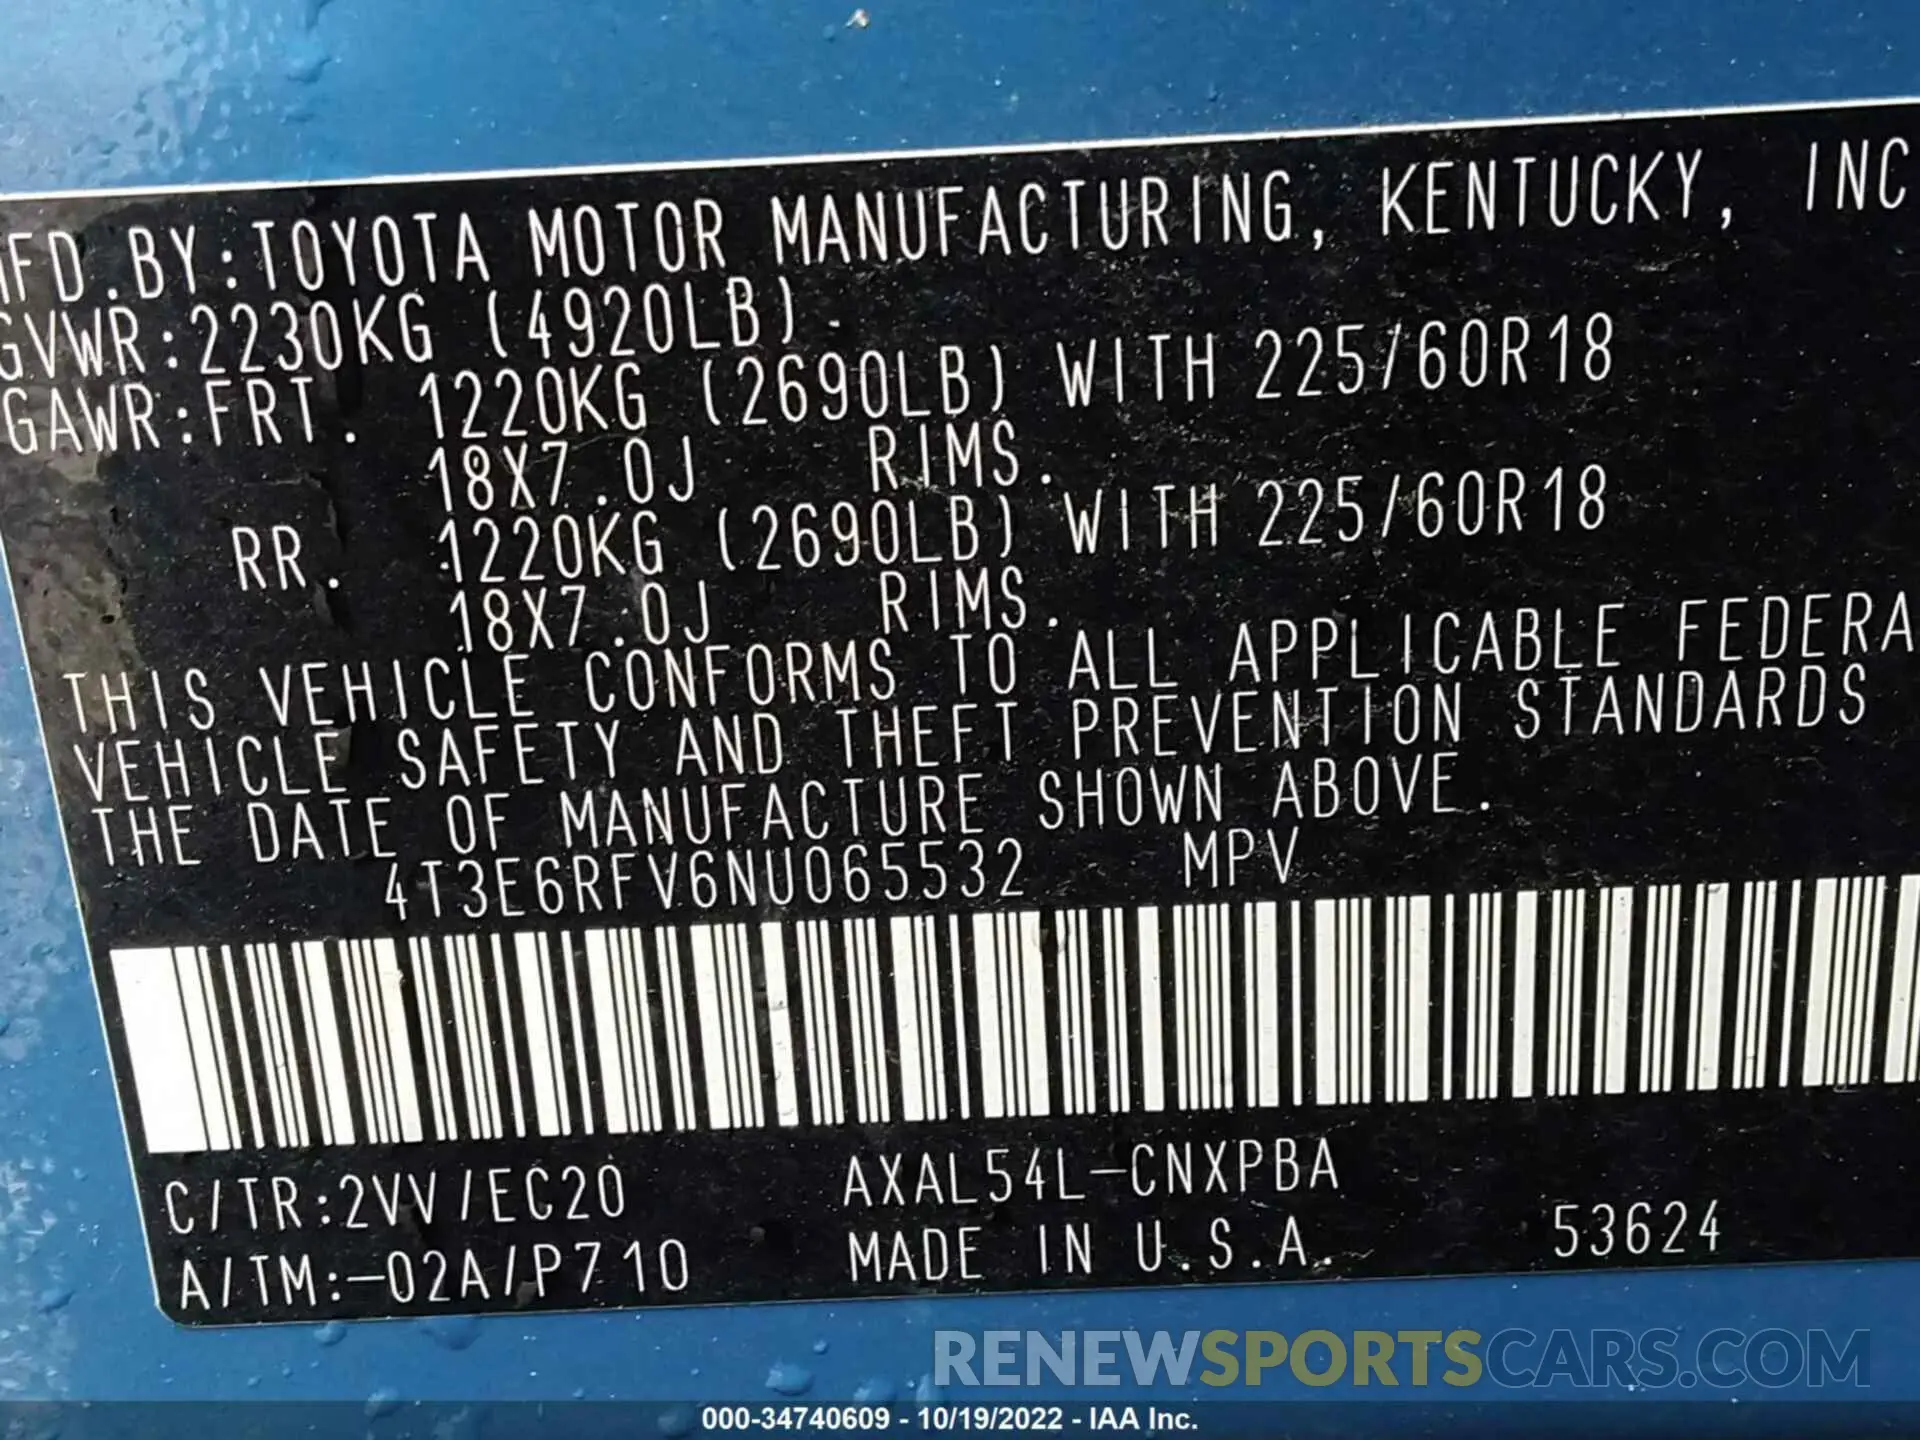 MFD.BY:TOYOTA MOTOR MANUFACTURING, KENTUCKY, INC
GVWR:2230KG (4920LB)
GAWR:FRT. 1220KG (2690LB) WITH 225/60R18
18X7.0J RIMS.
RR. 1220KG (2690LB) WITH 225/60R18
18X7.0J RIMS.
THIS VEHICLE CONFORMS TO ALL APPLICABLE FEDERA
VEHICLE SAFETY AND THEFT PREVENTION STANDARDS
THE DATE OF MANUFACTURE SHOWN ABOVE.
4T3E6RFV6NU065532 MPV
C/TR:2VV/EC20 AXAL54L-CNXPBA
A/TM:-02A/P710 MADE IN U.S.A. 53624
RENEWSPORTSCARS.COM
000-34740609 - 10/19/2022 - IAA Inc.